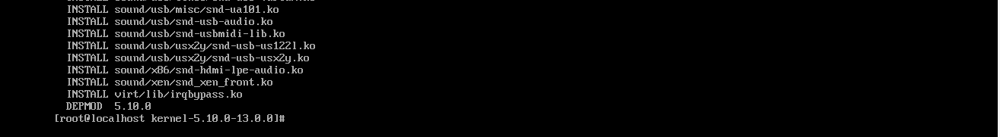 INSTALL sound/usb/misc/snd-ua101.ko
INSTALL sound/usb/snd-usb-audio.ko
INSTALL sound/usb/snd-usbmidi-lib.ko
INSTALL sound/usb/usx2y/snd-usb-us122l.ko
INSTALL sound/usb/usx2y/snd-usb-usx2y.ko
INSTALL sound/x86/snd-hdmi-lpe-audio.ko
INSTALL sound/xen/snd_xen_front.ko
INSTALL virt/lib/irqbypass.ko
DEPMOD 5.10.0
[root@localhost kernel-5.10.0-13.0.0]#